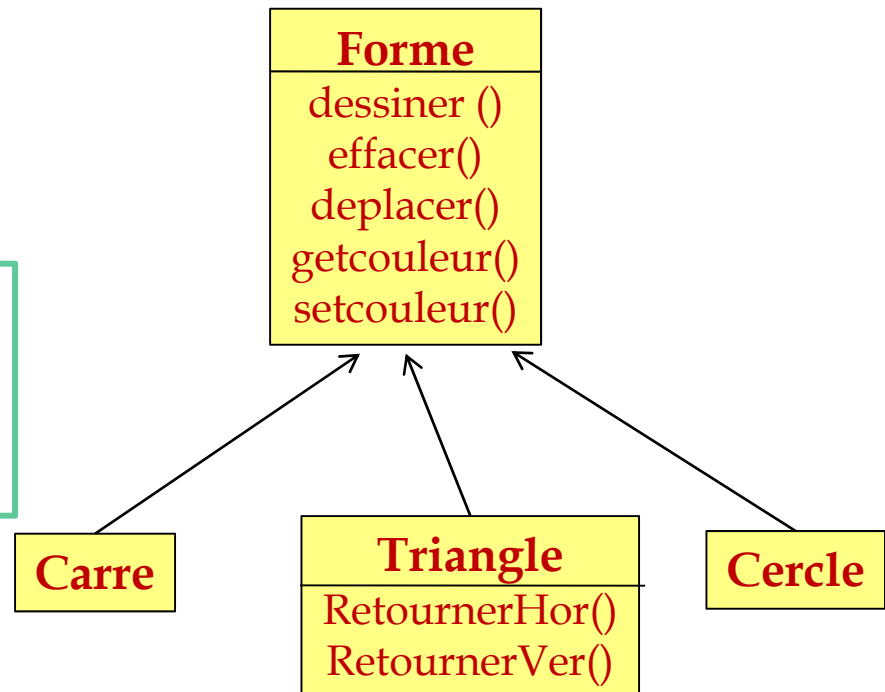 Forme
dessiner ()
effacer()
deplacer()
getcouleur()
setcouleur()
Carre
Triangle
RetournerHor()
RetournerVer()
Cercle